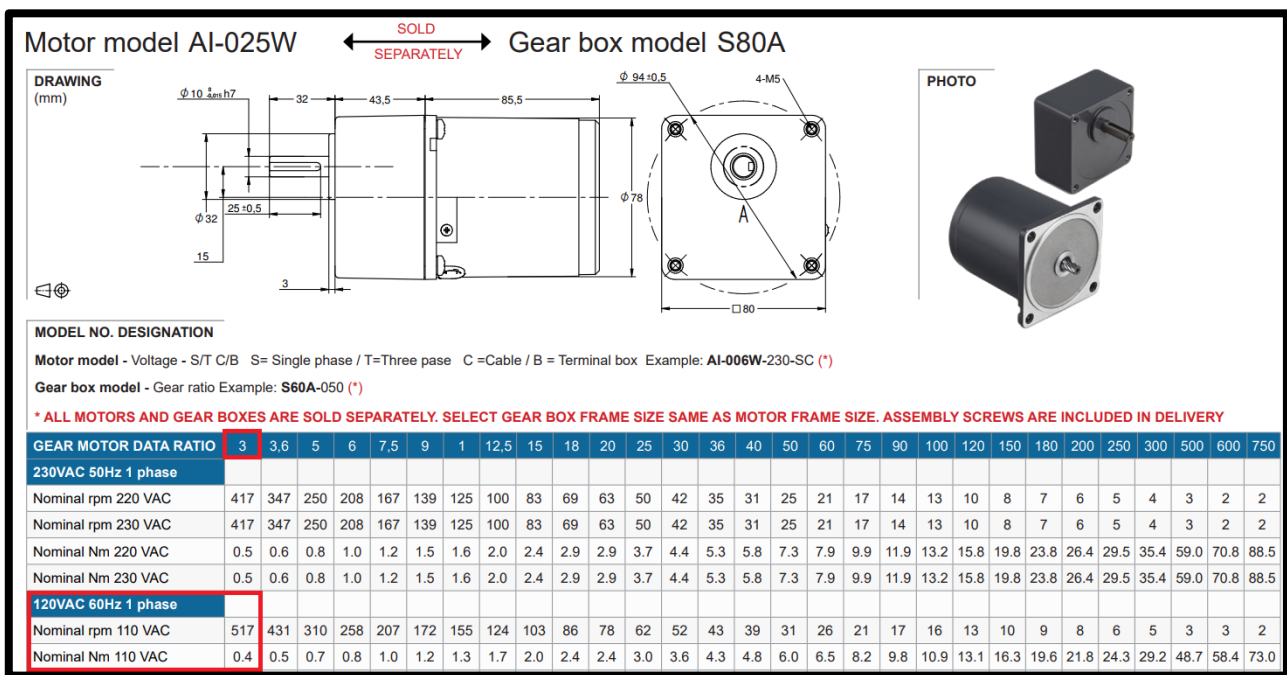 Motor model AI-025W
SOLD
SEPARATELY
Gear box model S80A
DRAWING
(mm)
ϕ 10 0 -0,015 h7
32
43,5
85,5
ϕ 94 ±0,5
4-M5
PHOTO
ϕ 32
25 ±0,5
15
3
ϕ 78
A
□ 80
MODEL NO. DESIGNATION
Motor model - Voltage - S/T C/B S= Single phase / T=Three pase C =Cable / B = Terminal box Example: AI-006W-230-SC (*)
Gear box model - Gear ratio Example: S60A-050 (*)
* ALL MOTORS AND GEAR BOXES ARE SOLD SEPARATELY. SELECT GEAR BOX FRAME SIZE SAME AS MOTOR FRAME SIZE. ASSEMBLY SCREWS ARE INCLUDED IN DELIVERY
GEAR MOTOR DATA RATIO 3 3,6 5 6 7,5 9 1 12,5 15 18 20 25 30 36 40 50 60 75 90 100 120 150 180 200 250 300 500 600 750
230VAC 50Hz 1 phase
Nominal rpm 220 VAC 417 347 250 208 167 139 125 100 83 69 63 50 42 35 31 25 21 17 14 13 10 8 7 6 5 4 3 2 2
Nominal rpm 230 VAC 417 347 250 208 167 139 125 100 83 69 63 50 42 35 31 25 21 17 14 13 10 8 7 6 5 4 3 2 2
Nominal Nm 220 VAC 0.5 0.6 0.8 1.0 1.2 1.5 1.6 2.0 2.4 2.9 2.9 3.7 4.4 5.3 5.8 7.3 7.9 9.9 11.9 13.2 15.8 19.8 23.8 26.4 29.5 35.4 59.0 70.8 88.5
Nominal Nm 230 VAC 0.5 0.6 0.8 1.0 1.2 1.5 1.6 2.0 2.4 2.9 2.9 3.7 4.4 5.3 5.8 7.3 7.9 9.9 11.9 13.2 15.8 19.8 23.8 26.4 29.5 35.4 59.0 70.8 88.5
120VAC 60Hz 1 phase
Nominal rpm 110 VAC 517 431 310 258 207 172 155 124 103 86 78 62 52 43 39 31 26 21 17 16 13 10 9 8 6 5 3 3 2
Nominal Nm 110 VAC 0.4 0.5 0.7 0.8 1.0 1.2 1.3 1.7 2.0 2.4 2.4 3.0 3.6 4.3 4.8 6.0 6.5 8.2 9.8 10.9 13.1 16.3 19.6 21.8 24.3 29.2 48.7 58.4 73.0